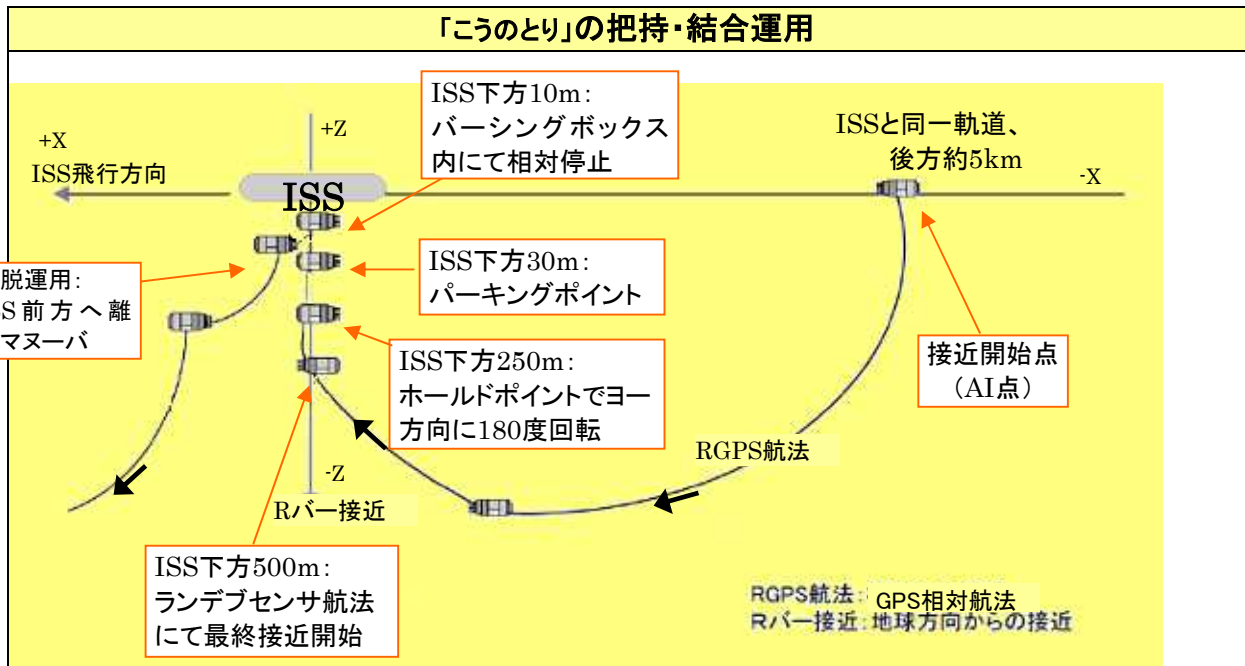 「こうのとり」の把持・結合運用
ISS下方10m：
バーシングボックス
内にて相対停止
ISSと同一軌道、
後方約5km
+Z
+X
ISS飛行方向
-X
ISS
ISS下方30m：
パーキングポイント
脱運用：
S前方へ離
マヌーバ
接近開始点
（AI点）
ISS下方250m：
ホールドポイントでヨー
方向に180度回転
RGPS航法
-Z
Rバー接近
ISS下方500m：
ランデブセンサ航法
にて最終接近開始
RGPS航法：GPS相対航法
Rバー接近：地球方向からの接近